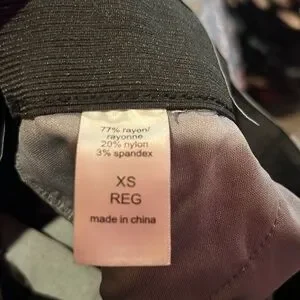 77% rayon/
rayonne
20% nylon
3% spandex
XS
REG
made in china